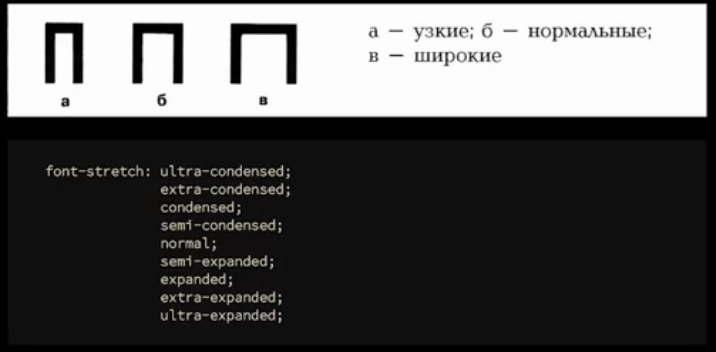 П П П
а б в
а — узкие; б — нормальные;
в — широкие
font-stretch: ultra-condensed;
extra-condensed;
condensed;
semi-condensed;
normal;
semi-expanded;
expanded;
extra-expanded;
ultra-expanded;